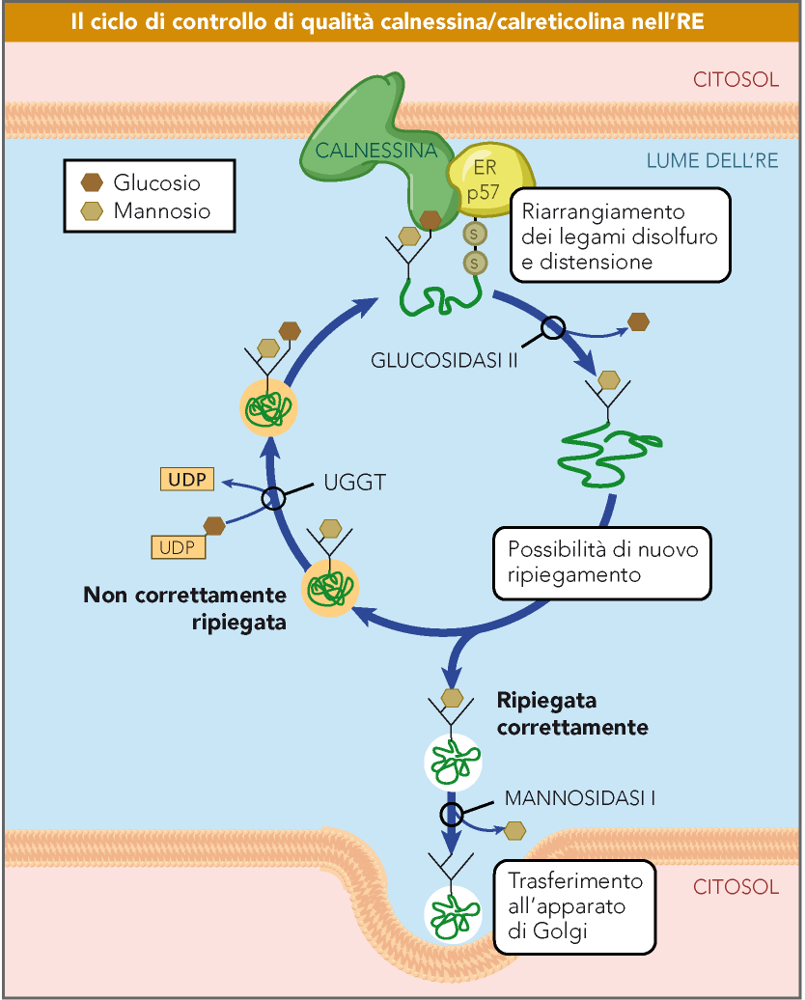 Il ciclo di controllo di qualità calnessina/calreticolina nell'RE
CITOSOL
CALNESSINA
LUME DELL'RE
Glucosio
Mannosio
ER
p57
Riarrangiamento
dei legami disolfuro
e distensione
S
S
GLUCOSIDASI II
UDP
UGGT
UDP
Possibilità di nuovo
ripiegamento
Non correttamente
ripiegata
Ripiegata
correttamente
MANNOSIDASI I
Trasferimento
all'apparato
di Golgi
CITOSOL